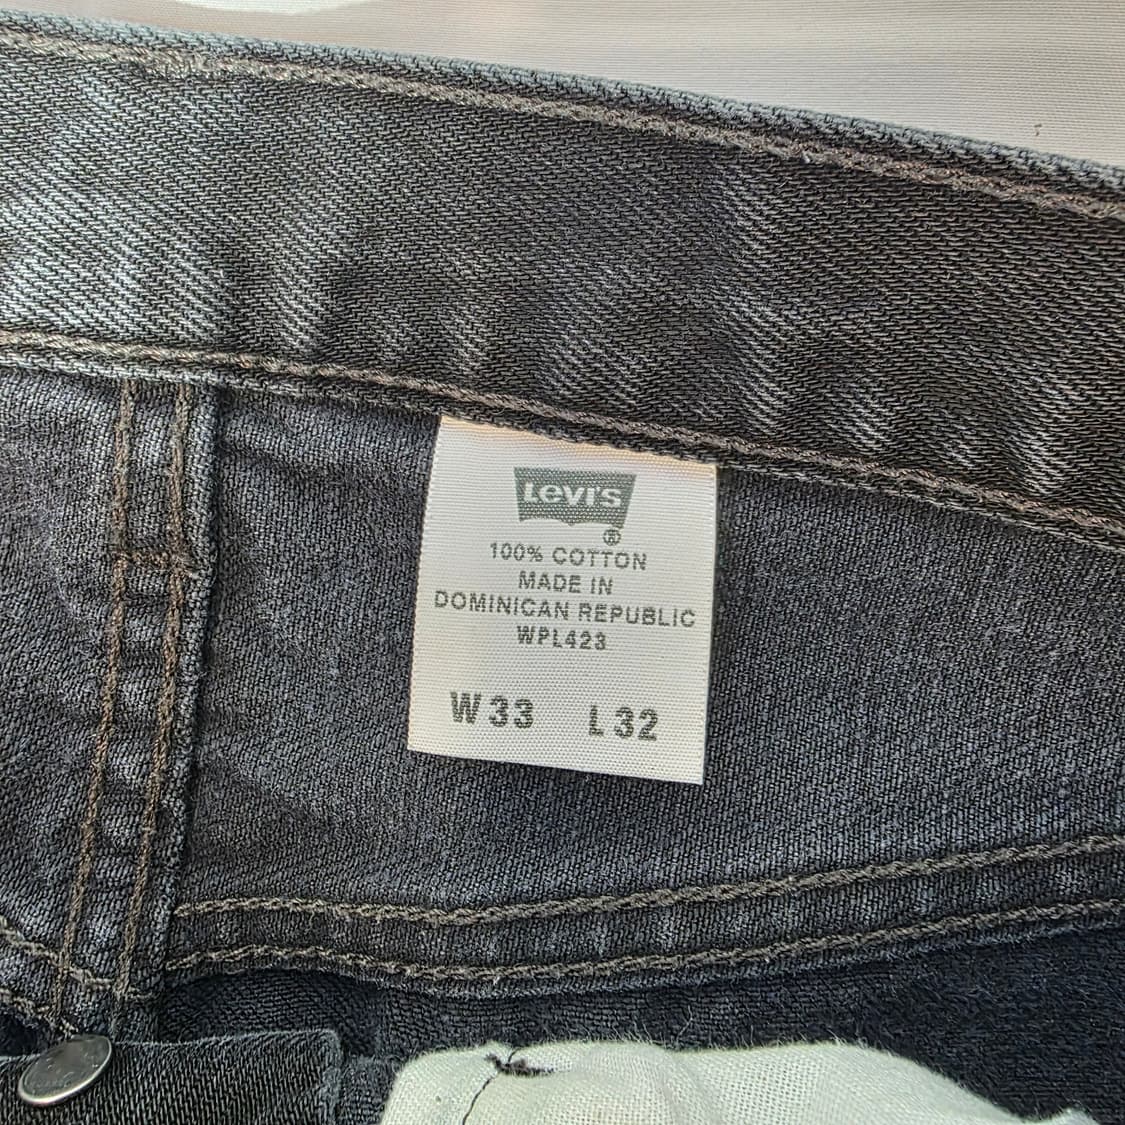 Levi's
®
100% COTTON
MADE IN
DOMINICAN REPUBLIC
WPL423
W 33 L 32